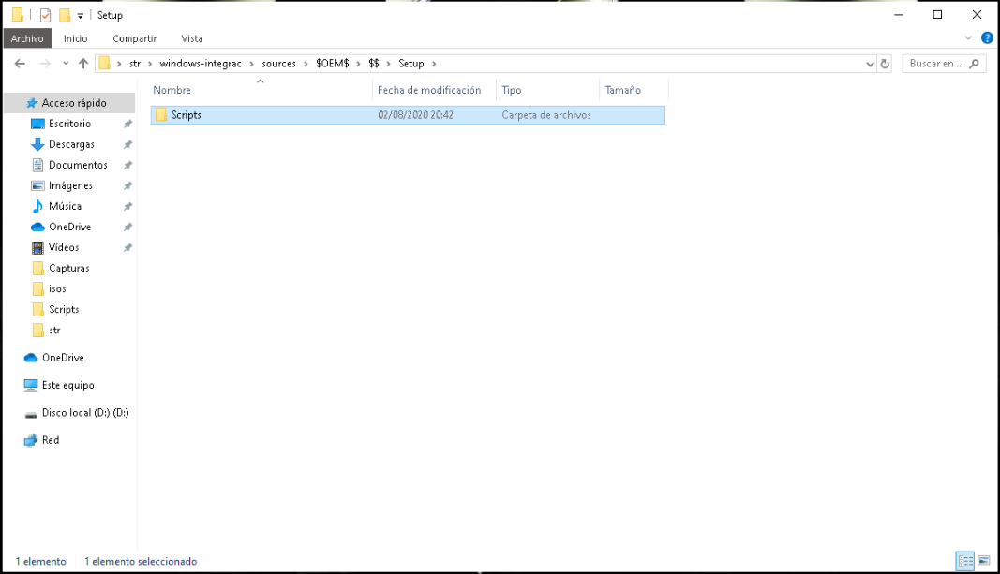 Setup
Archivo Inicio Compartir Vista
str > windows-integrac > sources > $OEM$ > $$ > Setup >
Buscar en ...
Nombre Fecha de modificación Tipo Tamaño
Scripts 02/08/2020 20:42 Carpeta de archivos
Acceso rápido
Escritorio
Descargas
Documentos
Imágenes
Música
OneDrive
Vídeos
Capturas
isos
Scripts
str
OneDrive
Este equipo
Disco local (D:) (D:)
Red
1 elemento 1 elemento seleccionado